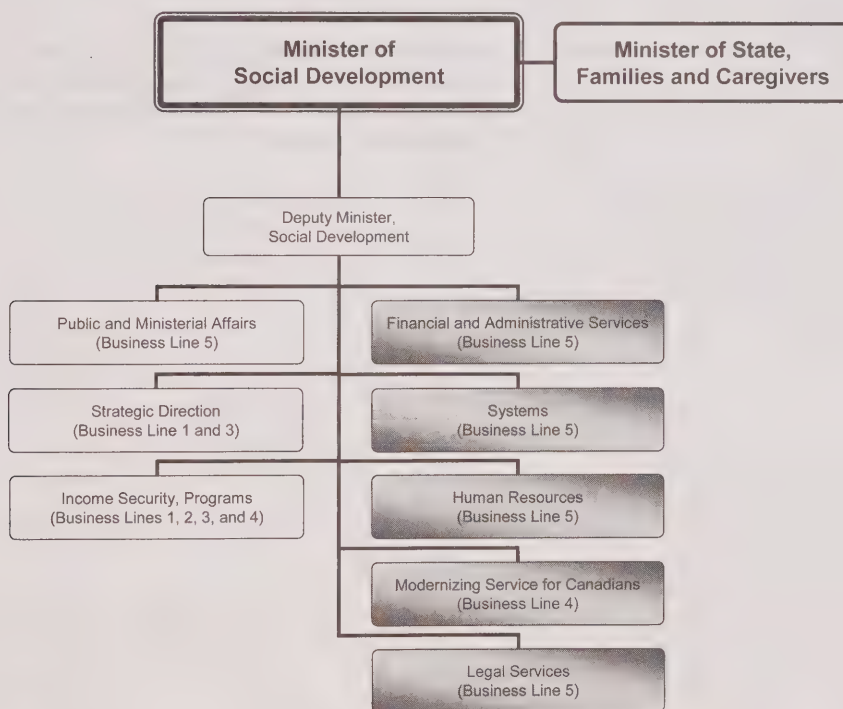 Minister of
Social Development
Minister of State,
Families and Caregivers
Deputy Minister,
Social Development
Public and Ministerial Affairs
(Business Line 5)
Financial and Administrative Services
(Business Line 5)
Strategic Direction
(Business Line 1 and 3)
Systems
(Business Line 5)
Income Security, Programs
(Business Lines 1, 2, 3, and 4)
Human Resources
(Business Line 5)
Modernizing Service for Canadians
(Business Line 4)
Legal Services
(Business Line 5)